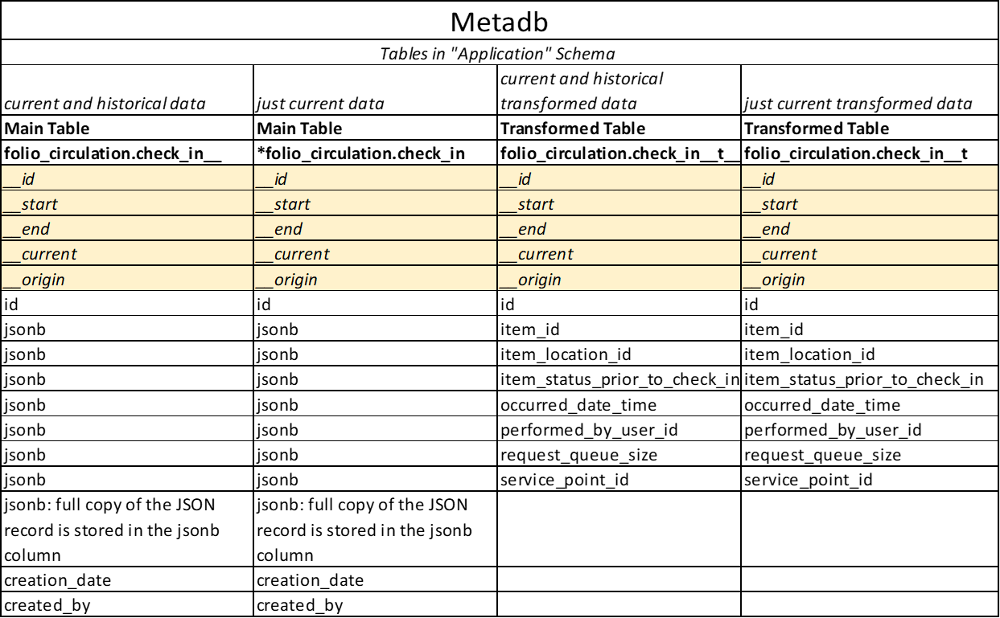 Metadb
Tables in "Application" Schema
current and historical data | just current data | current and historical transformed data | just current transformed data
Main Table | Main Table | Transformed Table | Transformed Table
folio_circulation.check_in__ | *folio_circulation.check_in | folio_circulation.check_in__t__ | folio_circulation.check_in__t
__id | __id | __id | __id
__start | __start | __start | __start
__end | __end | __end | __end
__current | __current | __current | __current
__origin | __origin | __origin | __origin
id | id | id | id
jsonb | jsonb | item_id | item_id
jsonb | jsonb | item_location_id | item_location_id
jsonb | jsonb | item_status_prior_to_check_in | item_status_prior_to_check_in
jsonb | jsonb | occurred_date_time | occurred_date_time
jsonb | jsonb | performed_by_user_id | performed_by_user_id
jsonb | jsonb | request_queue_size | request_queue_size
jsonb | jsonb | service_point_id | service_point_id
jsonb: full copy of the JSON record is stored in the jsonb column | jsonb: full copy of the JSON record is stored in the jsonb column
creation_date | creation_date
created_by | created_by